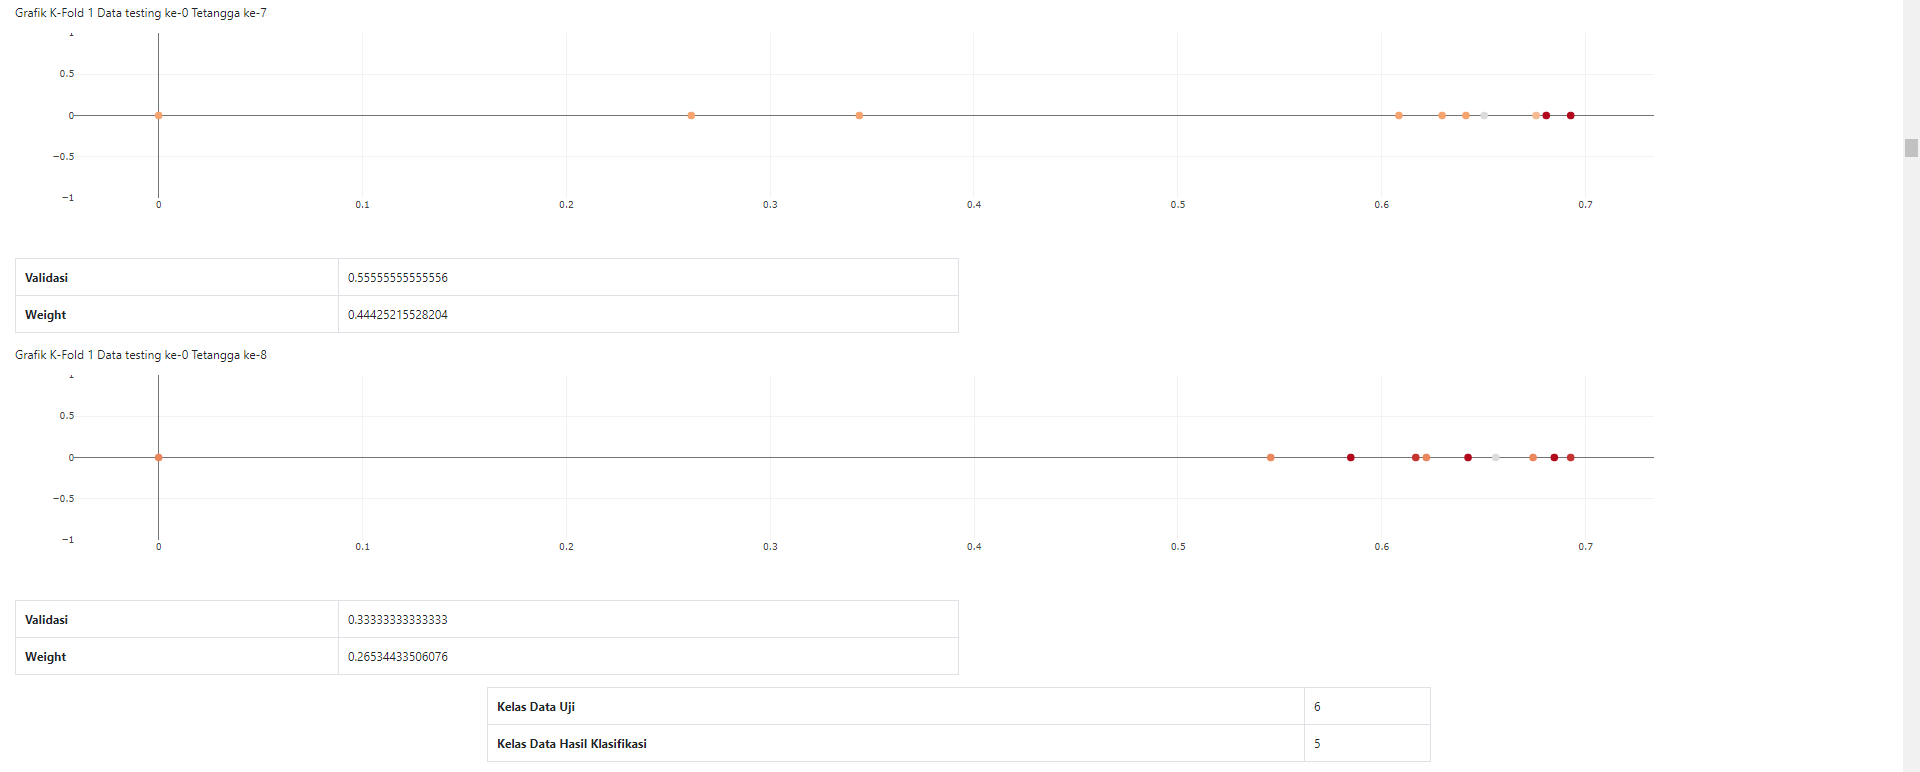 Grafik K-Fold 1 Data testing ke-0 Tetangga ke-7
1
0.5
0
−0.5
−1
0 0.1 0.2 0.3 0.4 0.5 0.6 0.7
Validasi 0.55555555555556
Weight 0.44425215528204
Grafik K-Fold 1 Data testing ke-0 Tetangga ke-8
1
0.5
0
−0.5
−1
0 0.1 0.2 0.3 0.4 0.5 0.6 0.7
Validasi 0.33333333333333
Weight 0.26534433506076
Kelas Data Uji 6
Kelas Data Hasil Klasifikasi 5